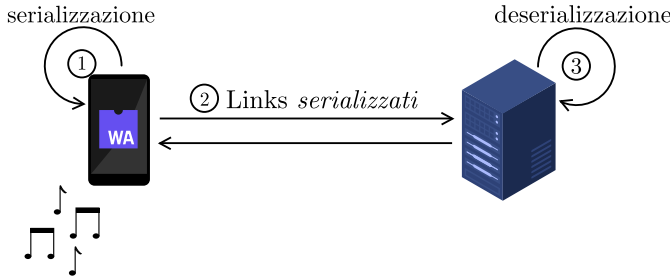 serializzazione
deserializzazione
1
3
2 Links serializzati
WA